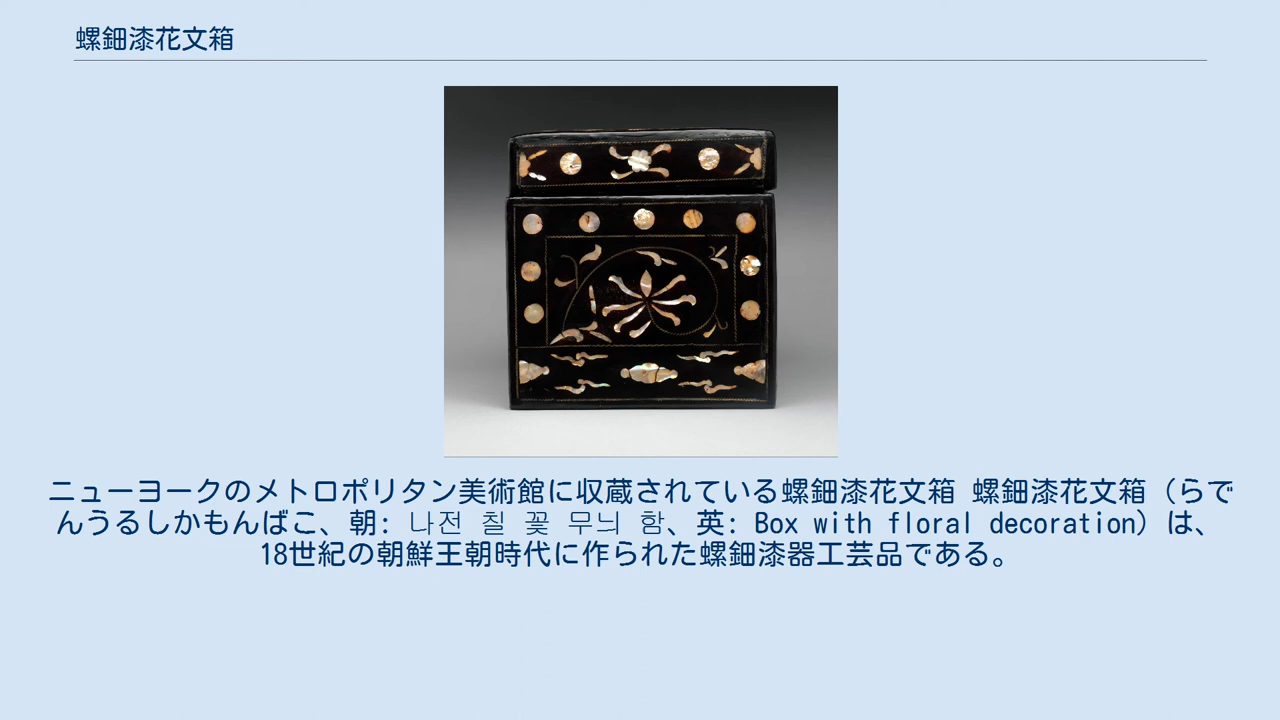 螺鈿漆花文箱
ニューヨークのメトロポリタン美術館に収蔵されている螺鈿漆花文箱 螺鈿漆花文箱（らで
んうるしかもんばこ、朝: 나전 칠 꽃 무늬 함、英: Box with floral decoration）は、
18世紀の朝鮮王朝時代に作られた螺鈿漆器工芸品である。